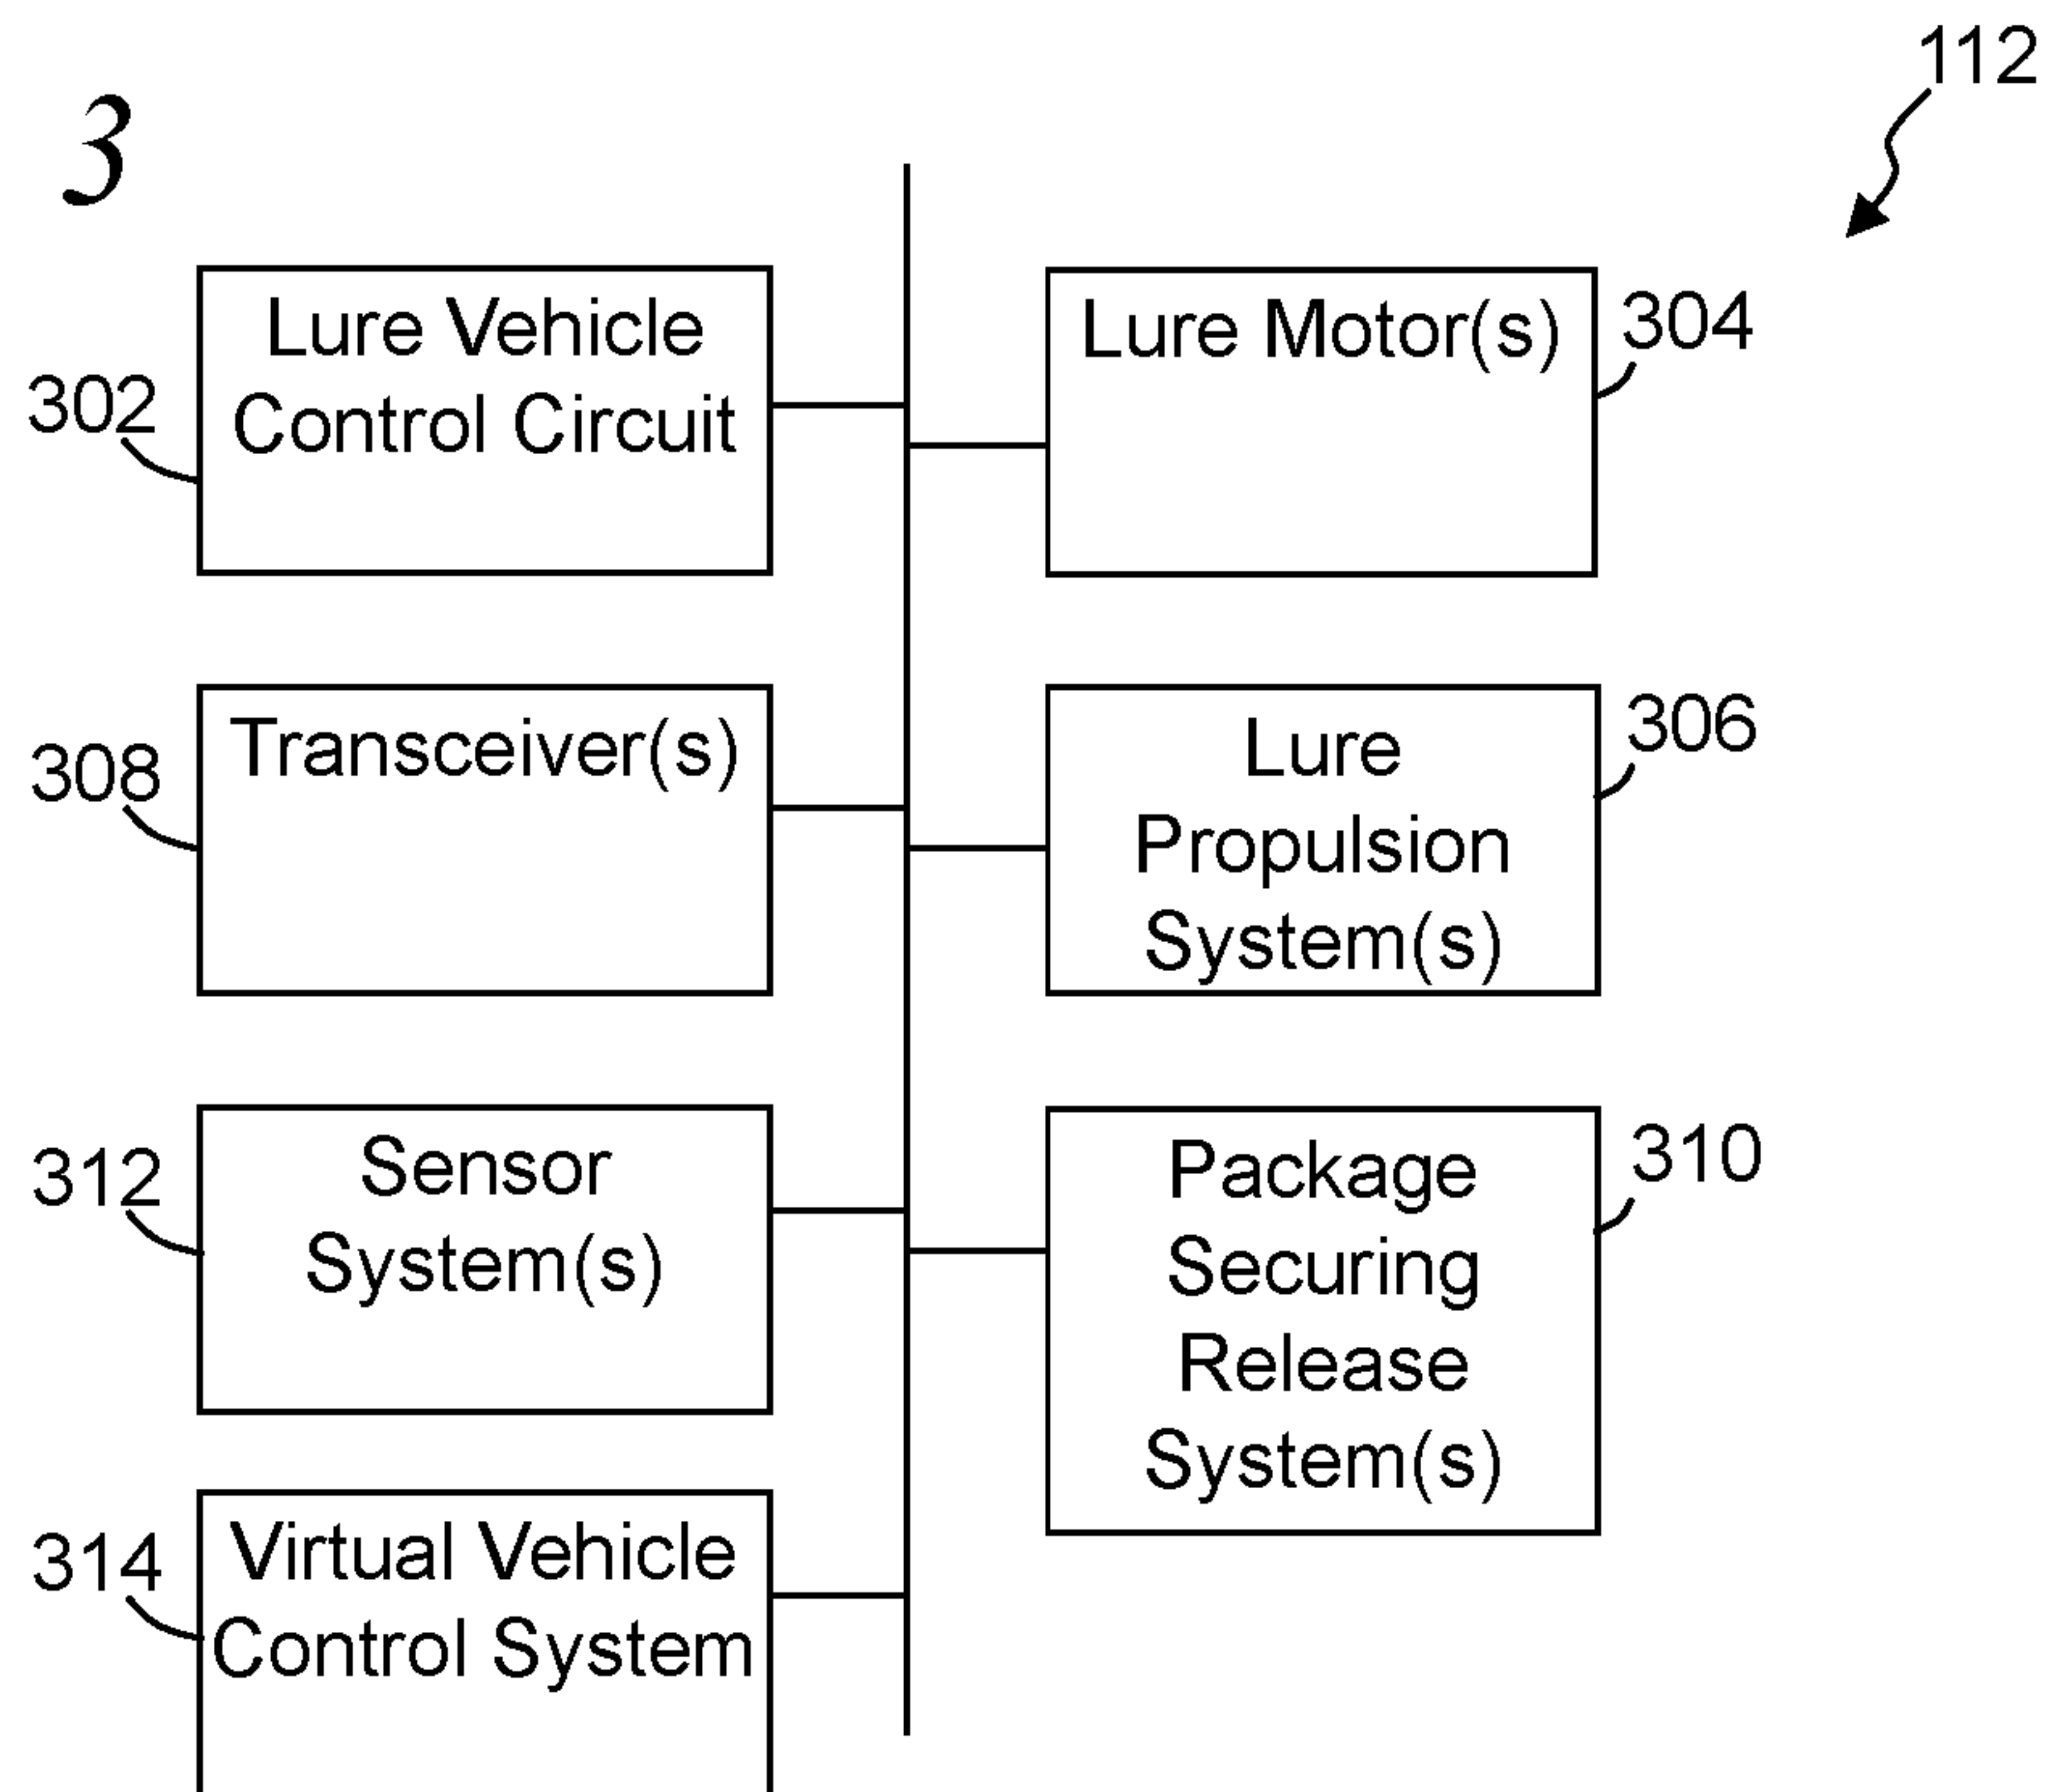 3
112
Lure Vehicle
Control Circuit
302
Lure Motor(s)
304
Transceiver(s)
308
Lure
Propulsion
System(s)
306
Sensor
System(s)
312
Package
Securing
Release
System(s)
310
Virtual Vehicle
Control System
314